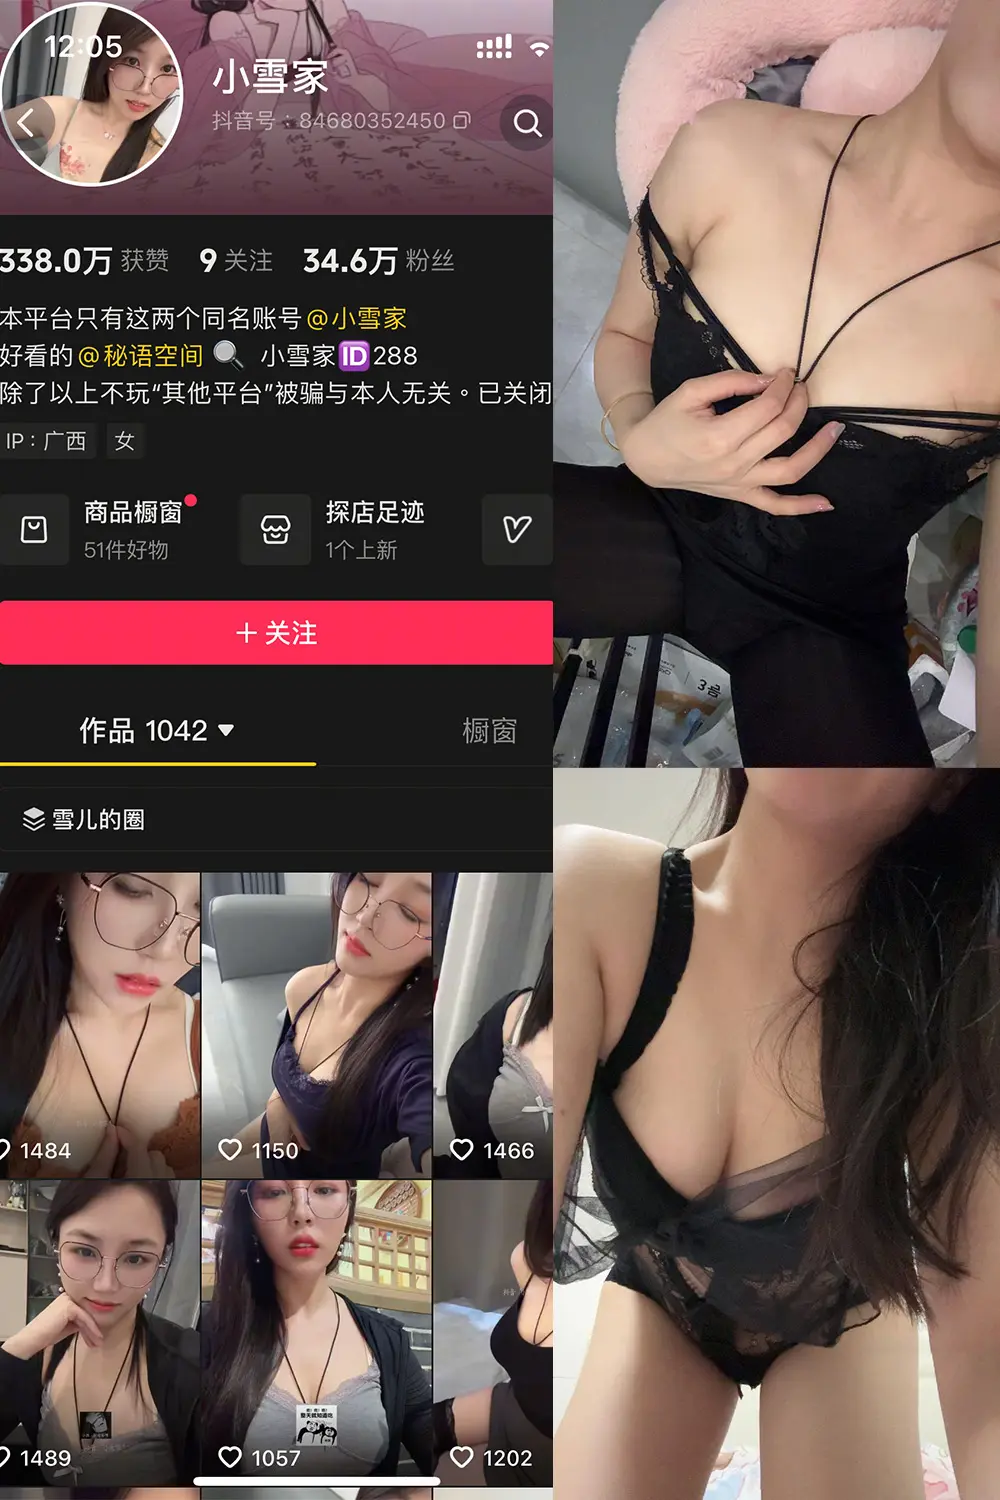 12:05
小雪家
抖音号：84680352450
338.0万 获赞 9 关注 34.6万 粉丝
本平台只有这两个同名账号@小雪家
好看的@秘语空间 小雪家ID288
除了以上不玩“其他平台”被骗与本人无关。已关闭
IP：广西 女
商品橱窗 探店足迹
51件好物 1个上新
＋关注
作品 1042 橱窗
雪儿的圈
1484 1150 1466
1489 1057 1202
3号